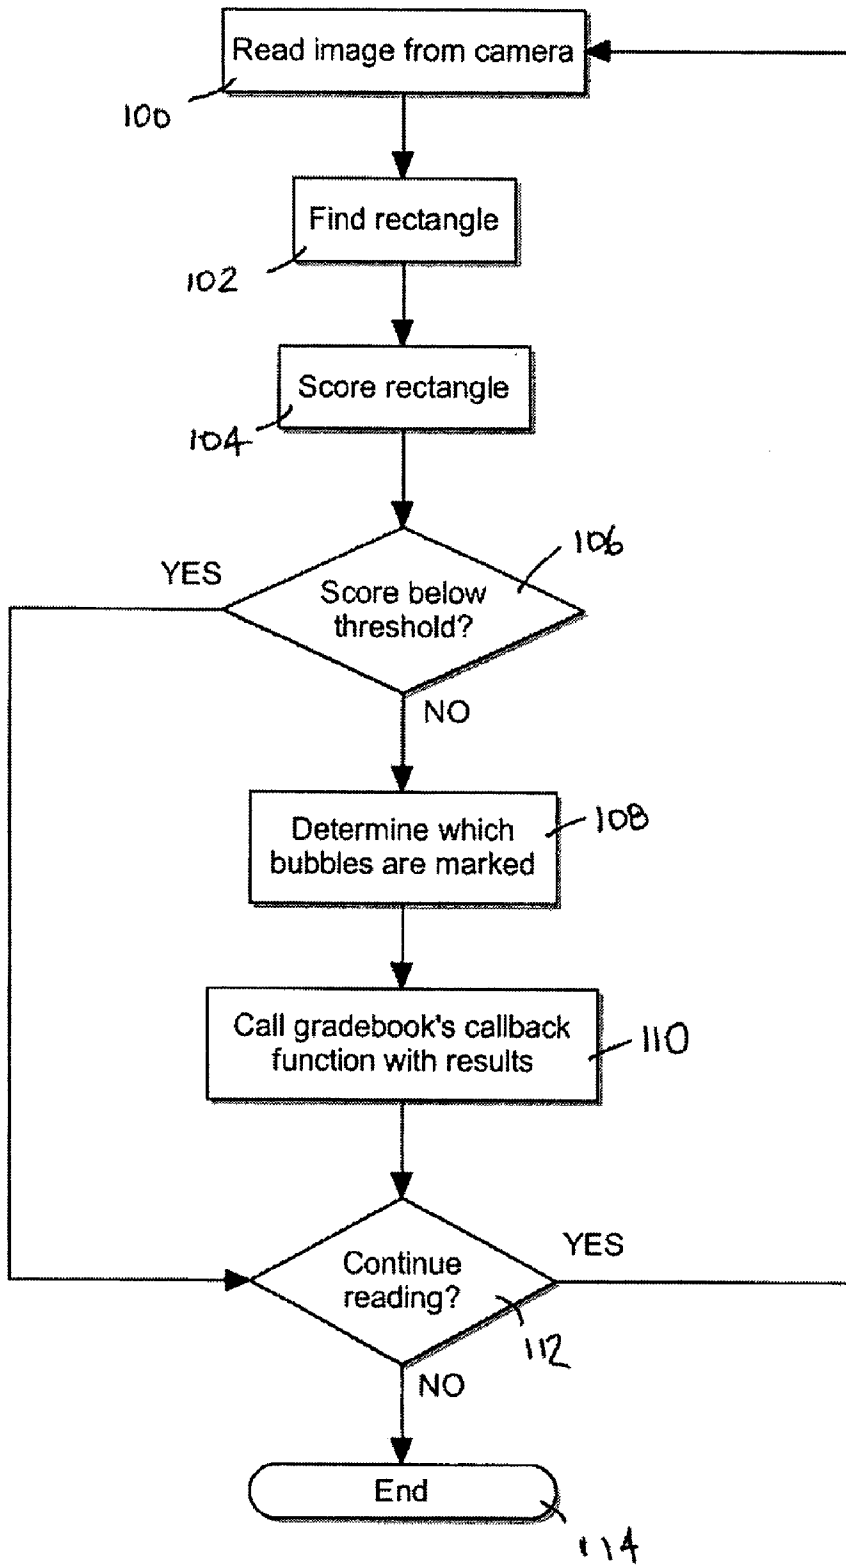 Read image from camera
100
Find rectangle
102
Score rectangle
104
106
YES
Score below
threshold?
NO
Determine which
bubbles are marked
108
Call gradebook's callback
function with results
110
YES
Continue
reading?
112
NO
End
114